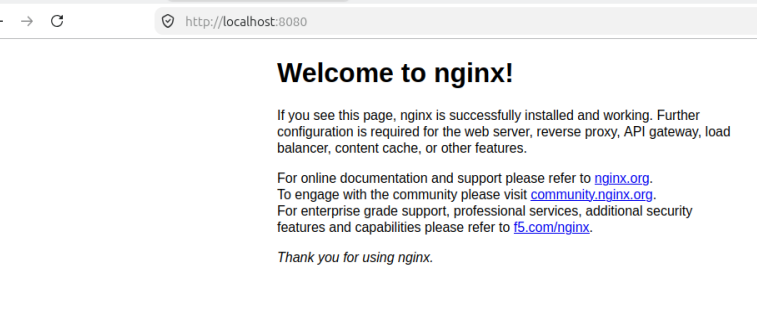 http://localhost:8080
Welcome to nginx!
If you see this page, nginx is successfully installed and working. Further
configuration is required for the web server, reverse proxy, API gateway, load
balancer, content cache, or other features.
For online documentation and support please refer to nginx.org.
To engage with the community please visit community.nginx.org.
For enterprise grade support, professional services, additional security
features and capabilities please refer to f5.com/nginx.
Thank you for using nginx.